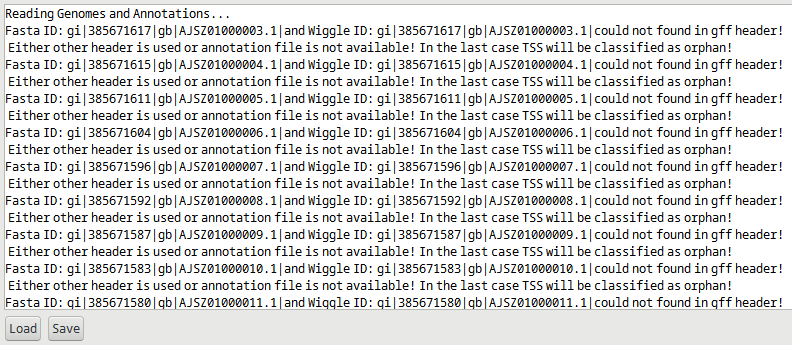 Reading Genomes and Annotations...
Fasta ID: gi|385671617|gb|AJSZ01000003.1|and Wiggle ID: gi|385671617|gb|AJSZ01000003.1|could not found in gff header!
Either other header is used or annotation file is not available! In the last case TSS will be classified as orphan!
Fasta ID: gi|385671615|gb|AJSZ01000004.1|and Wiggle ID: gi|385671615|gb|AJSZ01000004.1|could not found in gff header!
Either other header is used or annotation file is not available! In the last case TSS will be classified as orphan!
Fasta ID: gi|385671611|gb|AJSZ01000005.1|and Wiggle ID: gi|385671611|gb|AJSZ01000005.1|could not found in gff header!
Either other header is used or annotation file is not available! In the last case TSS will be classified as orphan!
Fasta ID: gi|385671604|gb|AJSZ01000006.1|and Wiggle ID: gi|385671604|gb|AJSZ01000006.1|could not found in gff header!
Either other header is used or annotation file is not available! In the last case TSS will be classified as orphan!
Fasta ID: gi|385671596|gb|AJSZ01000007.1|and Wiggle ID: gi|385671596|gb|AJSZ01000007.1|could not found in gff header!
Either other header is used or annotation file is not available! In the last case TSS will be classified as orphan!
Fasta ID: gi|385671592|gb|AJSZ01000008.1|and Wiggle ID: gi|385671592|gb|AJSZ01000008.1|could not found in gff header!
Either other header is used or annotation file is not available! In the last case TSS will be classified as orphan!
Fasta ID: gi|385671587|gb|AJSZ01000009.1|and Wiggle ID: gi|385671587|gb|AJSZ01000009.1|could not found in gff header!
Either other header is used or annotation file is not available! In the last case TSS will be classified as orphan!
Fasta ID: gi|385671583|gb|AJSZ01000010.1|and Wiggle ID: gi|385671583|gb|AJSZ01000010.1|could not found in gff header!
Either other header is used or annotation file is not available! In the last case TSS will be classified as orphan!
Fasta ID: gi|385671580|gb|AJSZ01000011.1|and Wiggle ID: gi|385671580|gb|AJSZ01000011.1|could not found in gff header!
Load Save